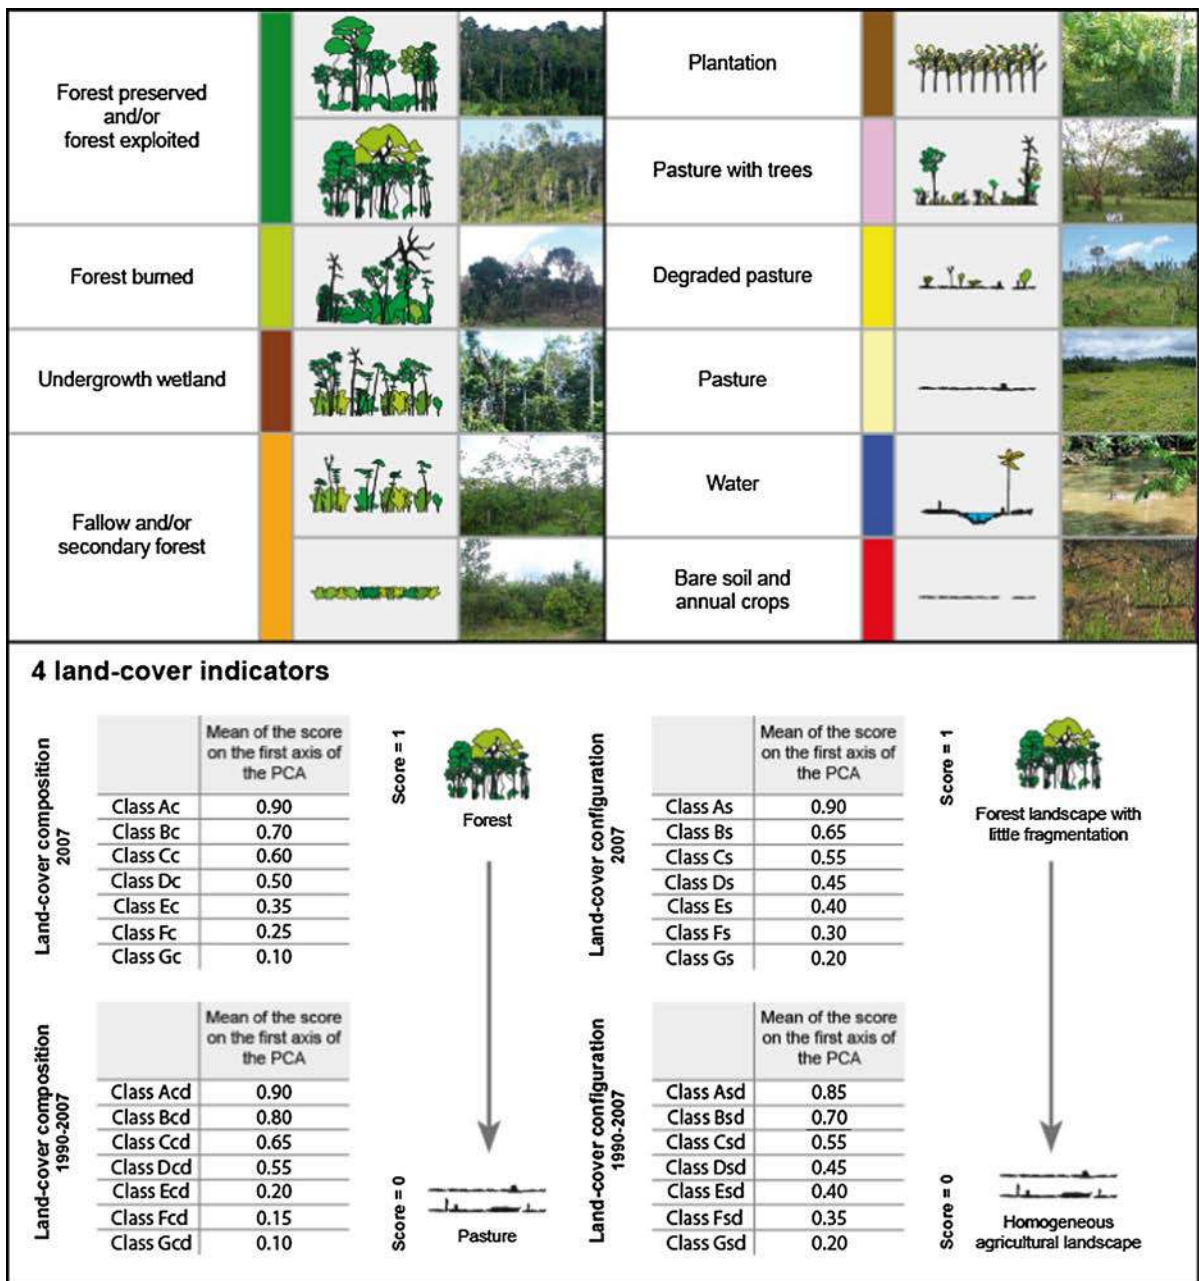 Forest preserved
and/or
forest exploited
Forest burned
Undergrowth wetland
Fallow and/or
secondary forest
Plantation
Pasture with trees
Degraded pasture
Pasture
Water
Bare soil and
annual crops
4 land-cover indicators
Land-cover composition
2007
Mean of the score
on the first axis of
the PCA
Class Ac 0.90
Class Bc 0.70
Class Cc 0.60
Class Dc 0.50
Class Ec 0.35
Class Fc 0.25
Class Gc 0.10
Land-cover composition
1990-2007
Mean of the score
on the first axis of
the PCA
Class Acd 0.90
Class Bcd 0.80
Class Ccd 0.65
Class Dcd 0.55
Class Ecd 0.20
Class Fcd 0.15
Class Gcd 0.10
Score = 1
Forest
Score = 0
Pasture
Land-cover configuration
2007
Mean of the score
on the first axis of
the PCA
Class As 0.90
Class Bs 0.65
Class Cs 0.55
Class Ds 0.45
Class Es 0.40
Class Fs 0.30
Class Gs 0.20
Land-cover configuration
1990-2007
Mean of the score
on the first axis of
the PCA
Class Asd 0.85
Class Bsd 0.70
Class Csd 0.55
Class Dsd 0.45
Class Esd 0.40
Class Fsd 0.35
Class Gsd 0.20
Score = 1
Forest landscape with
little fragmentation
Score = 0
Homogeneous
agricultural landscape